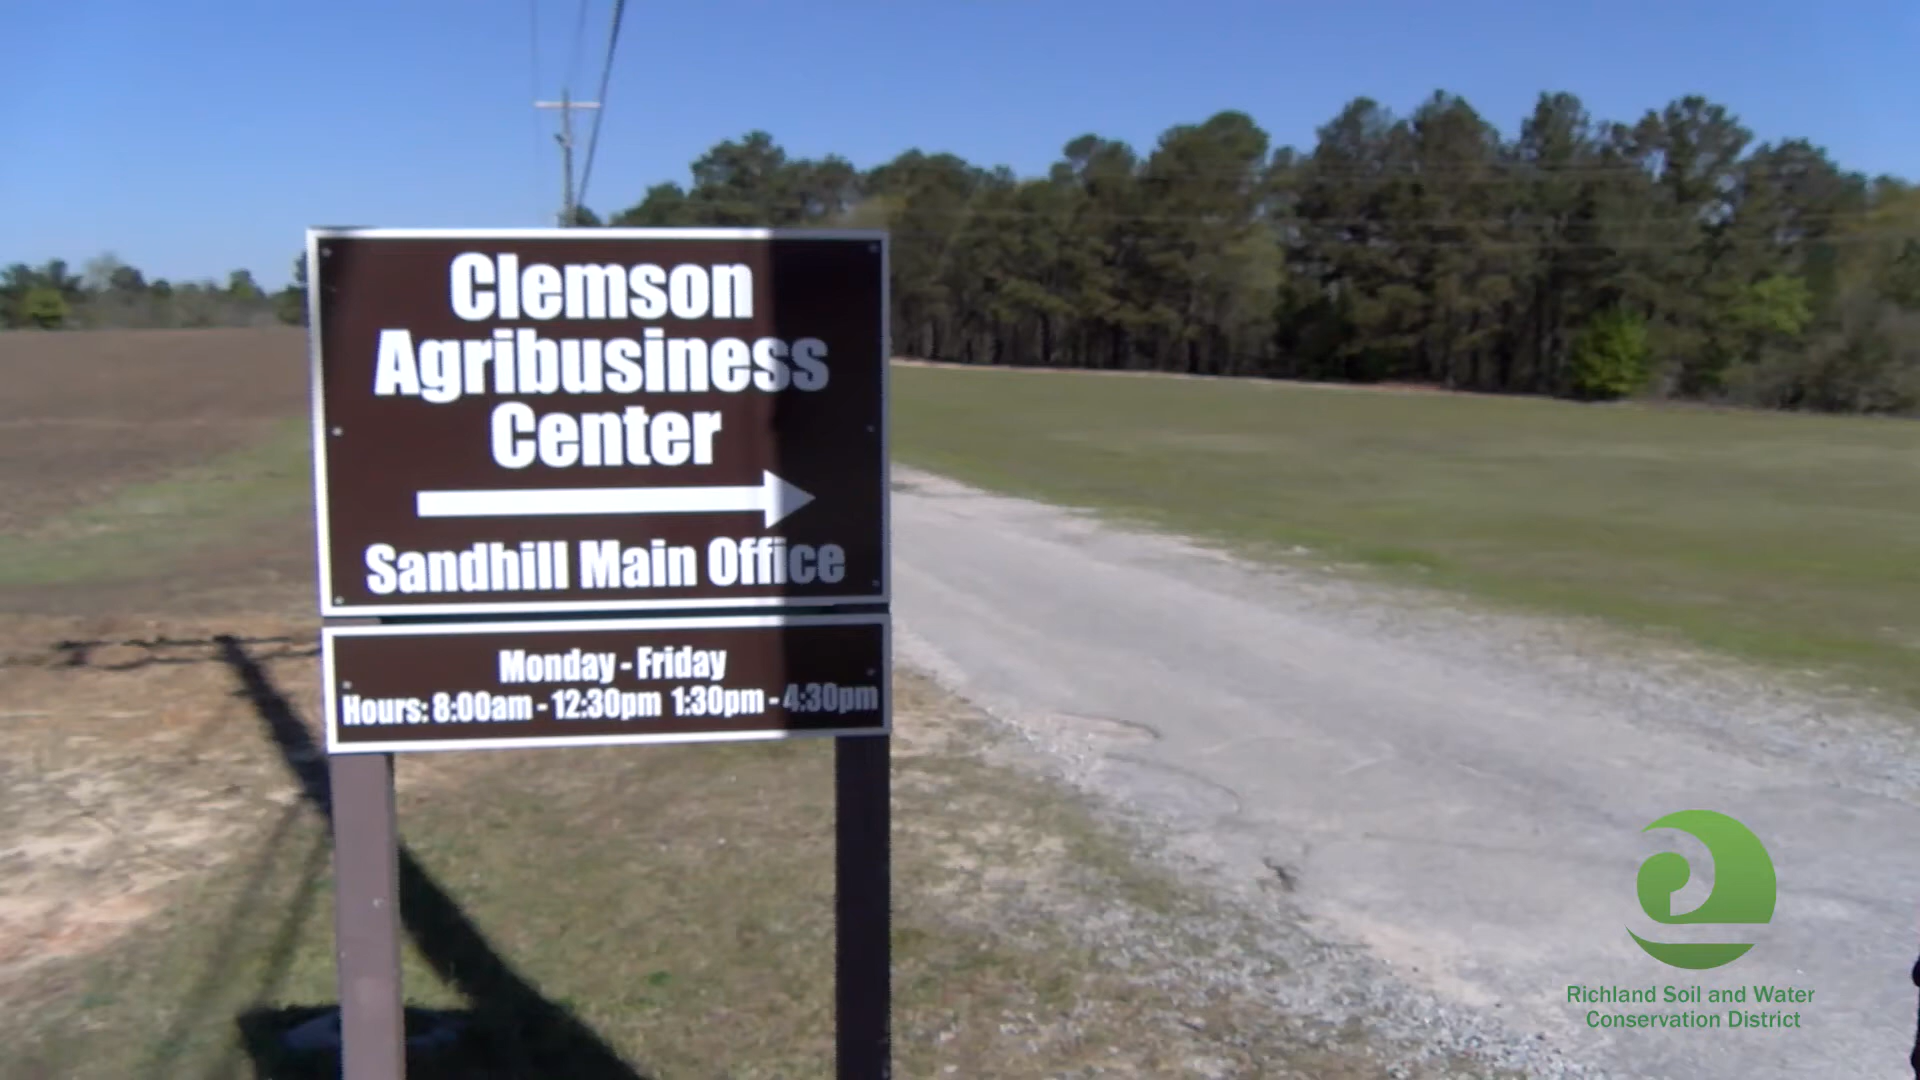 Clemson
Agribusiness
Center
Sandhill Main Office
Monday - Friday
Hours: 8:00am - 12:30pm 1:30pm - 4:30pm
Richland Soil and Water
Conservation District